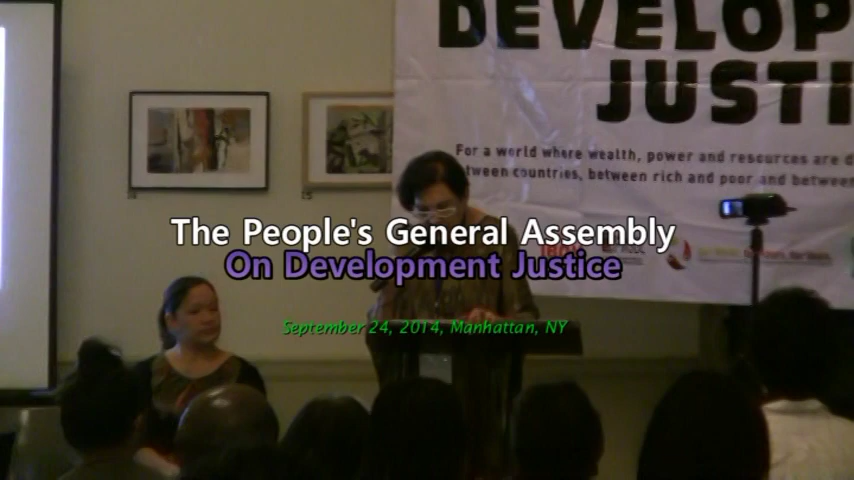 DEVELOP
JUSTI
For a world where wealth, power and resources are d
tween countries, between rich and poor and between
The People's General Assembly
On Development Justice
September 24, 2014, Manhattan, NY